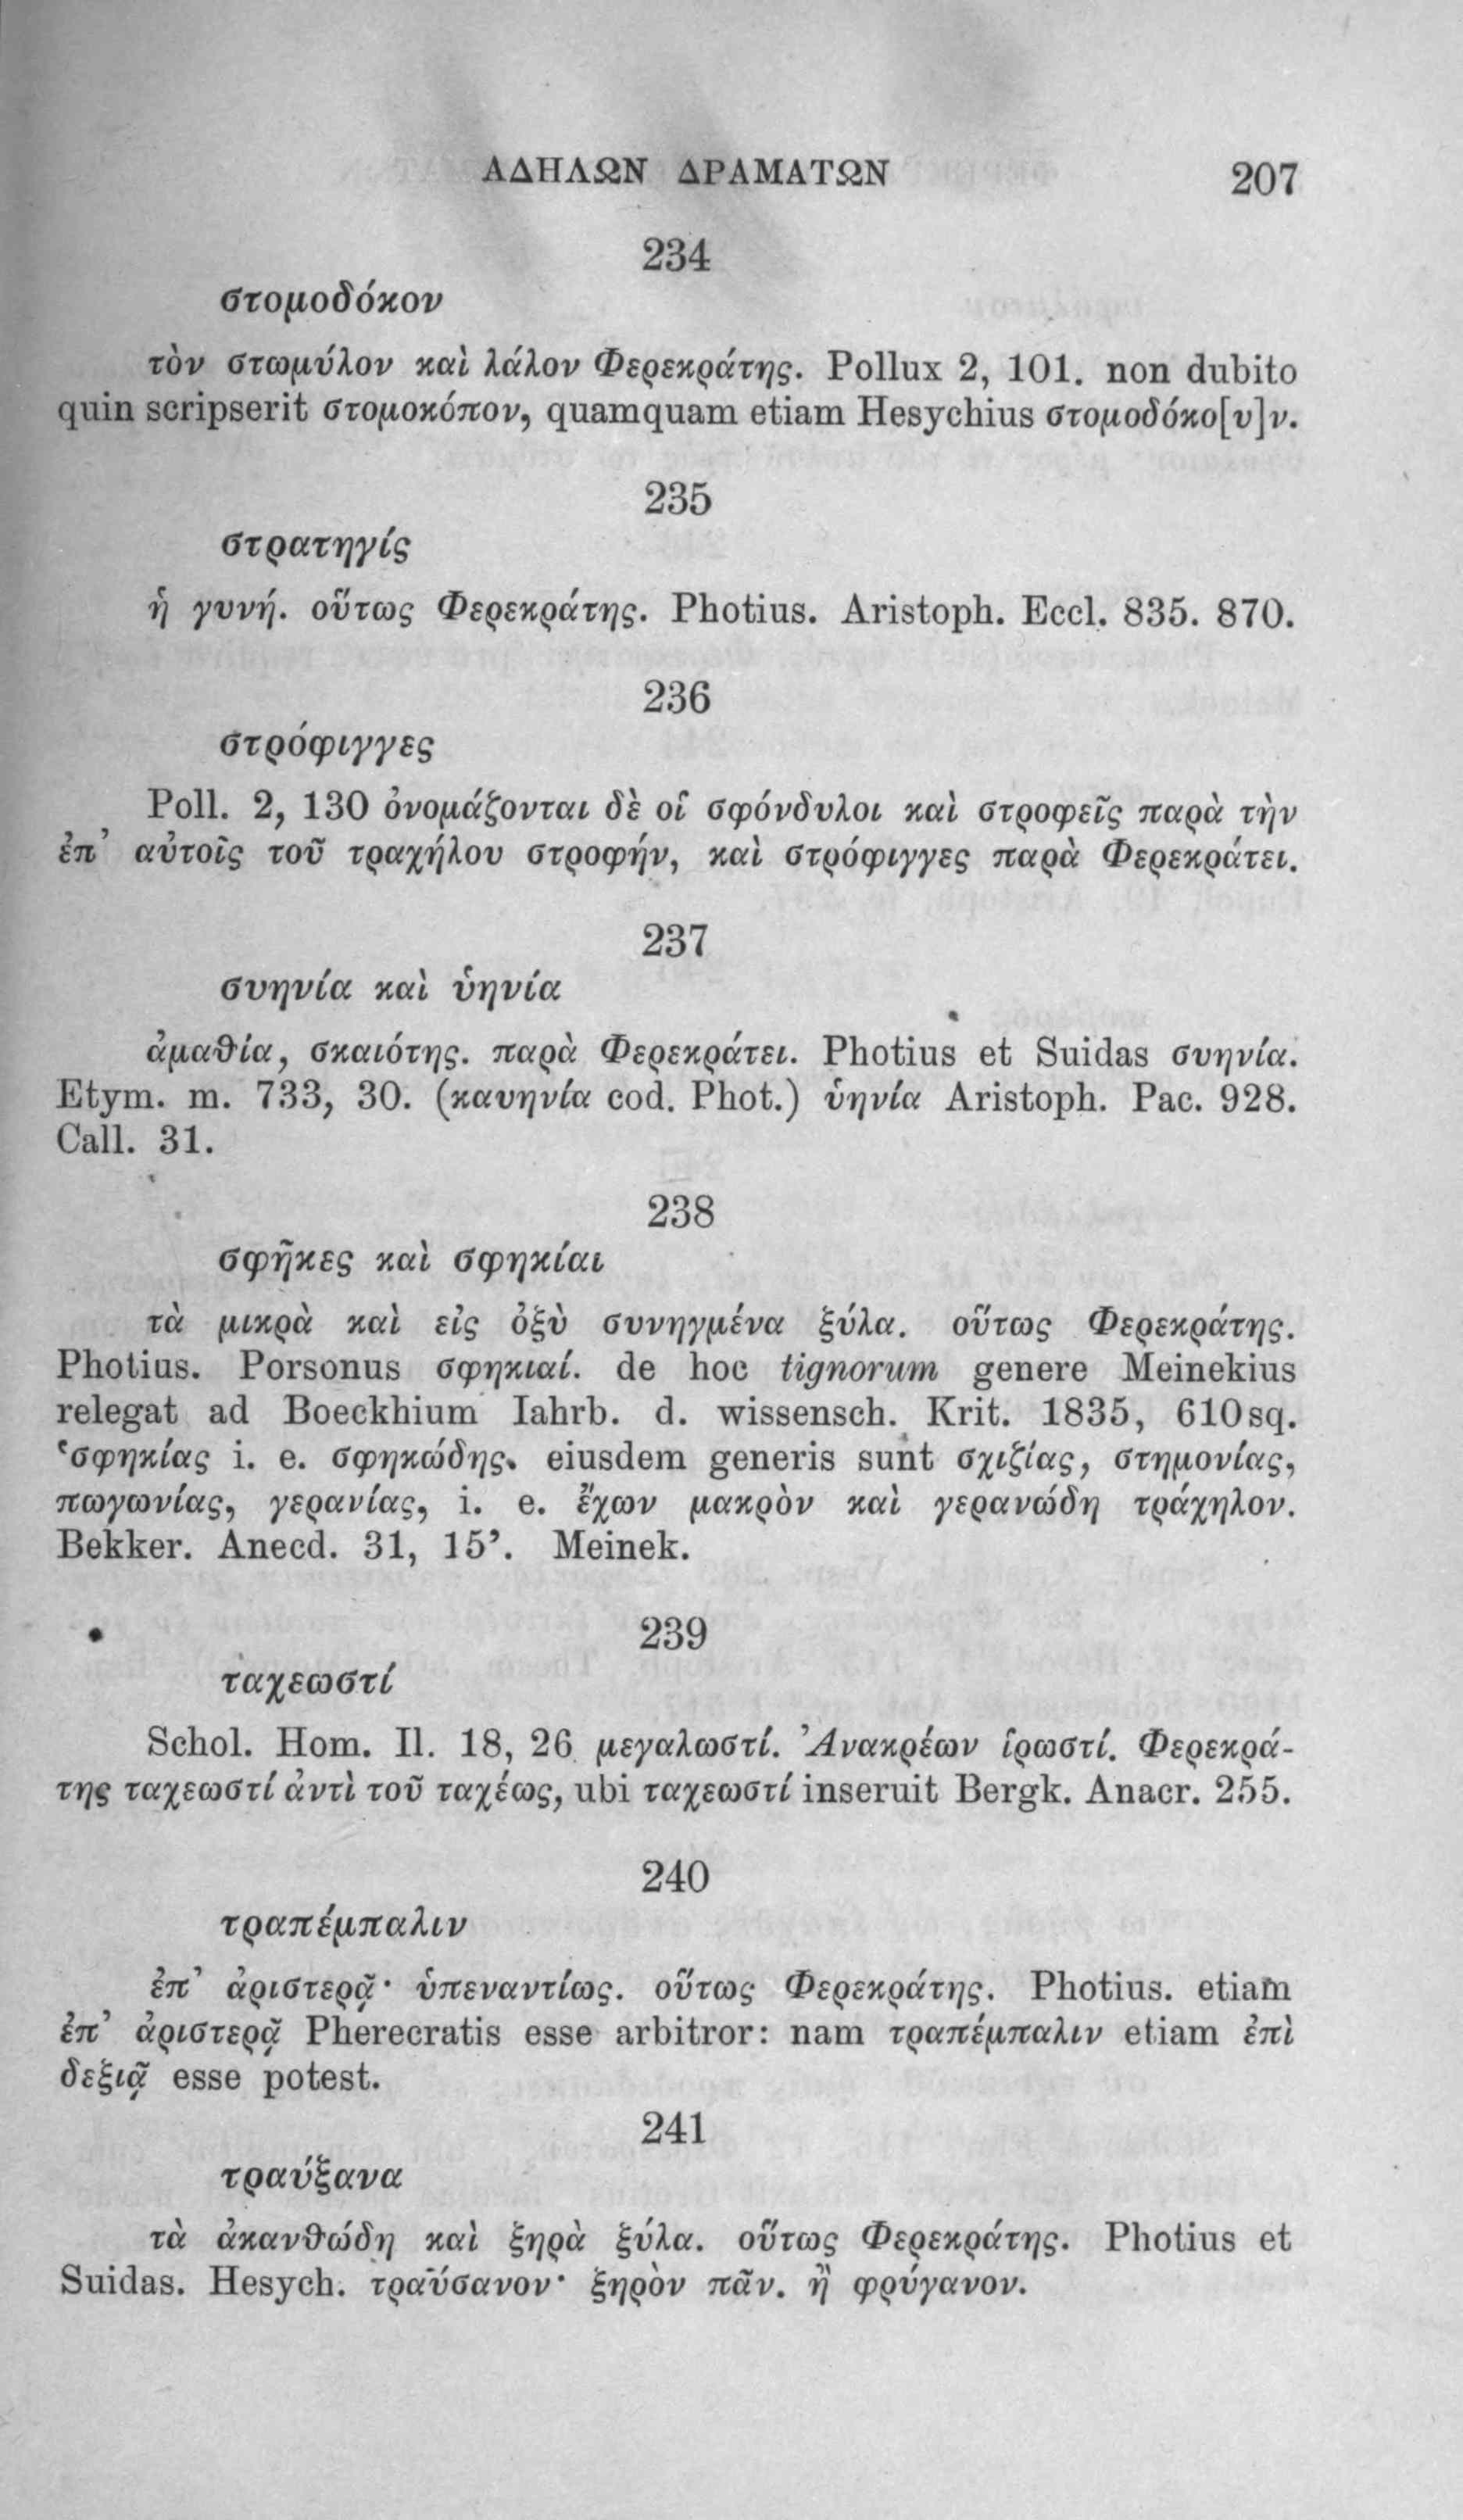 ΑΔΗΛΩΝ ΔΡΑΜΑΤΩΝ 207
234
στομοδόκον
τὸν στωμύλον καὶ λάλον Φερεκράτης. Pollux 2, 101. non dubito
quin scripserit στομοκόπον, quamquam etiam Hesychius στομοδόκο[υ]ν.
235
στρατηγίς
ἡ γυνή. οὕτως Φερεκράτης. Photius. Aristoph. Eccl. 835. 870.
236
στρόφιγγες
Poll. 2, 130 ὀνομάζονται δὲ οἱ σφόνδυλοι καὶ στροφεῖς παρὰ τὴν
ἐπ’ αὐτοῖς τοῦ τραχήλου στροφήν, καὶ στρόφιγγες παρὰ Φερεκράτει.
237
συηνία καὶ ὑηνία
ἀμαθία, σκαιότης. παρὰ Φερεκράτει. Photius et Suidas συηνία.
Etym. m. 733, 30. (καυηνία cod. Phot.) ὑηνία Aristoph. Pac. 928.
Call. 31.
238
σφῆκες καὶ σφηκίαι
τὰ μικρὰ καὶ εἰς ὀξὺ συνηγμένα ξύλα. οὕτως Φερεκράτης.
Photius. Porsonus σφηκιαί. de hoc tignorum genere Meinekius
relegat ad Boeckhium Iahrb. d. wissensch. Krit. 1835, 610 sq.
‘σφηκίας i. e. σφηκώδης. eiusdem generis sunt σχιζίας, στημονίας,
πωγωνίας, γερανίας, i. e. ἔχων μακρὸν καὶ γερανώδη τράχηλον.
Bekker. Anecd. 31, 15’. Meinek.
239
ταχεωστί
Schol. Hom. Il. 18, 26 μεγαλωστί. Ἀνακρέων ἱρωστί. Φερεκρά-
της ταχεωστί ἀντὶ τοῦ ταχέως, ubi ταχεωστί inseruit Bergk. Anacr. 255.
240
τραπέμπαλιν
ἐπ’ ἀριστερᾷ· ὑπεναντίως. οὕτως Φερεκράτης. Photius. etiam
ἐπ’ ἀριστερᾷ Pherecratis esse arbitror: nam τραπέμπαλιν etiam ἐπὶ
δεξιᾷ esse potest.
241
τραύξανα
τὰ ἀκανθώδη καὶ ξηρὰ ξύλα. οὕτως Φερεκράτης. Photius et
Suidas. Hesych. τραύσανον· ξηρὸν πᾶν. ἢ φρύγανον.